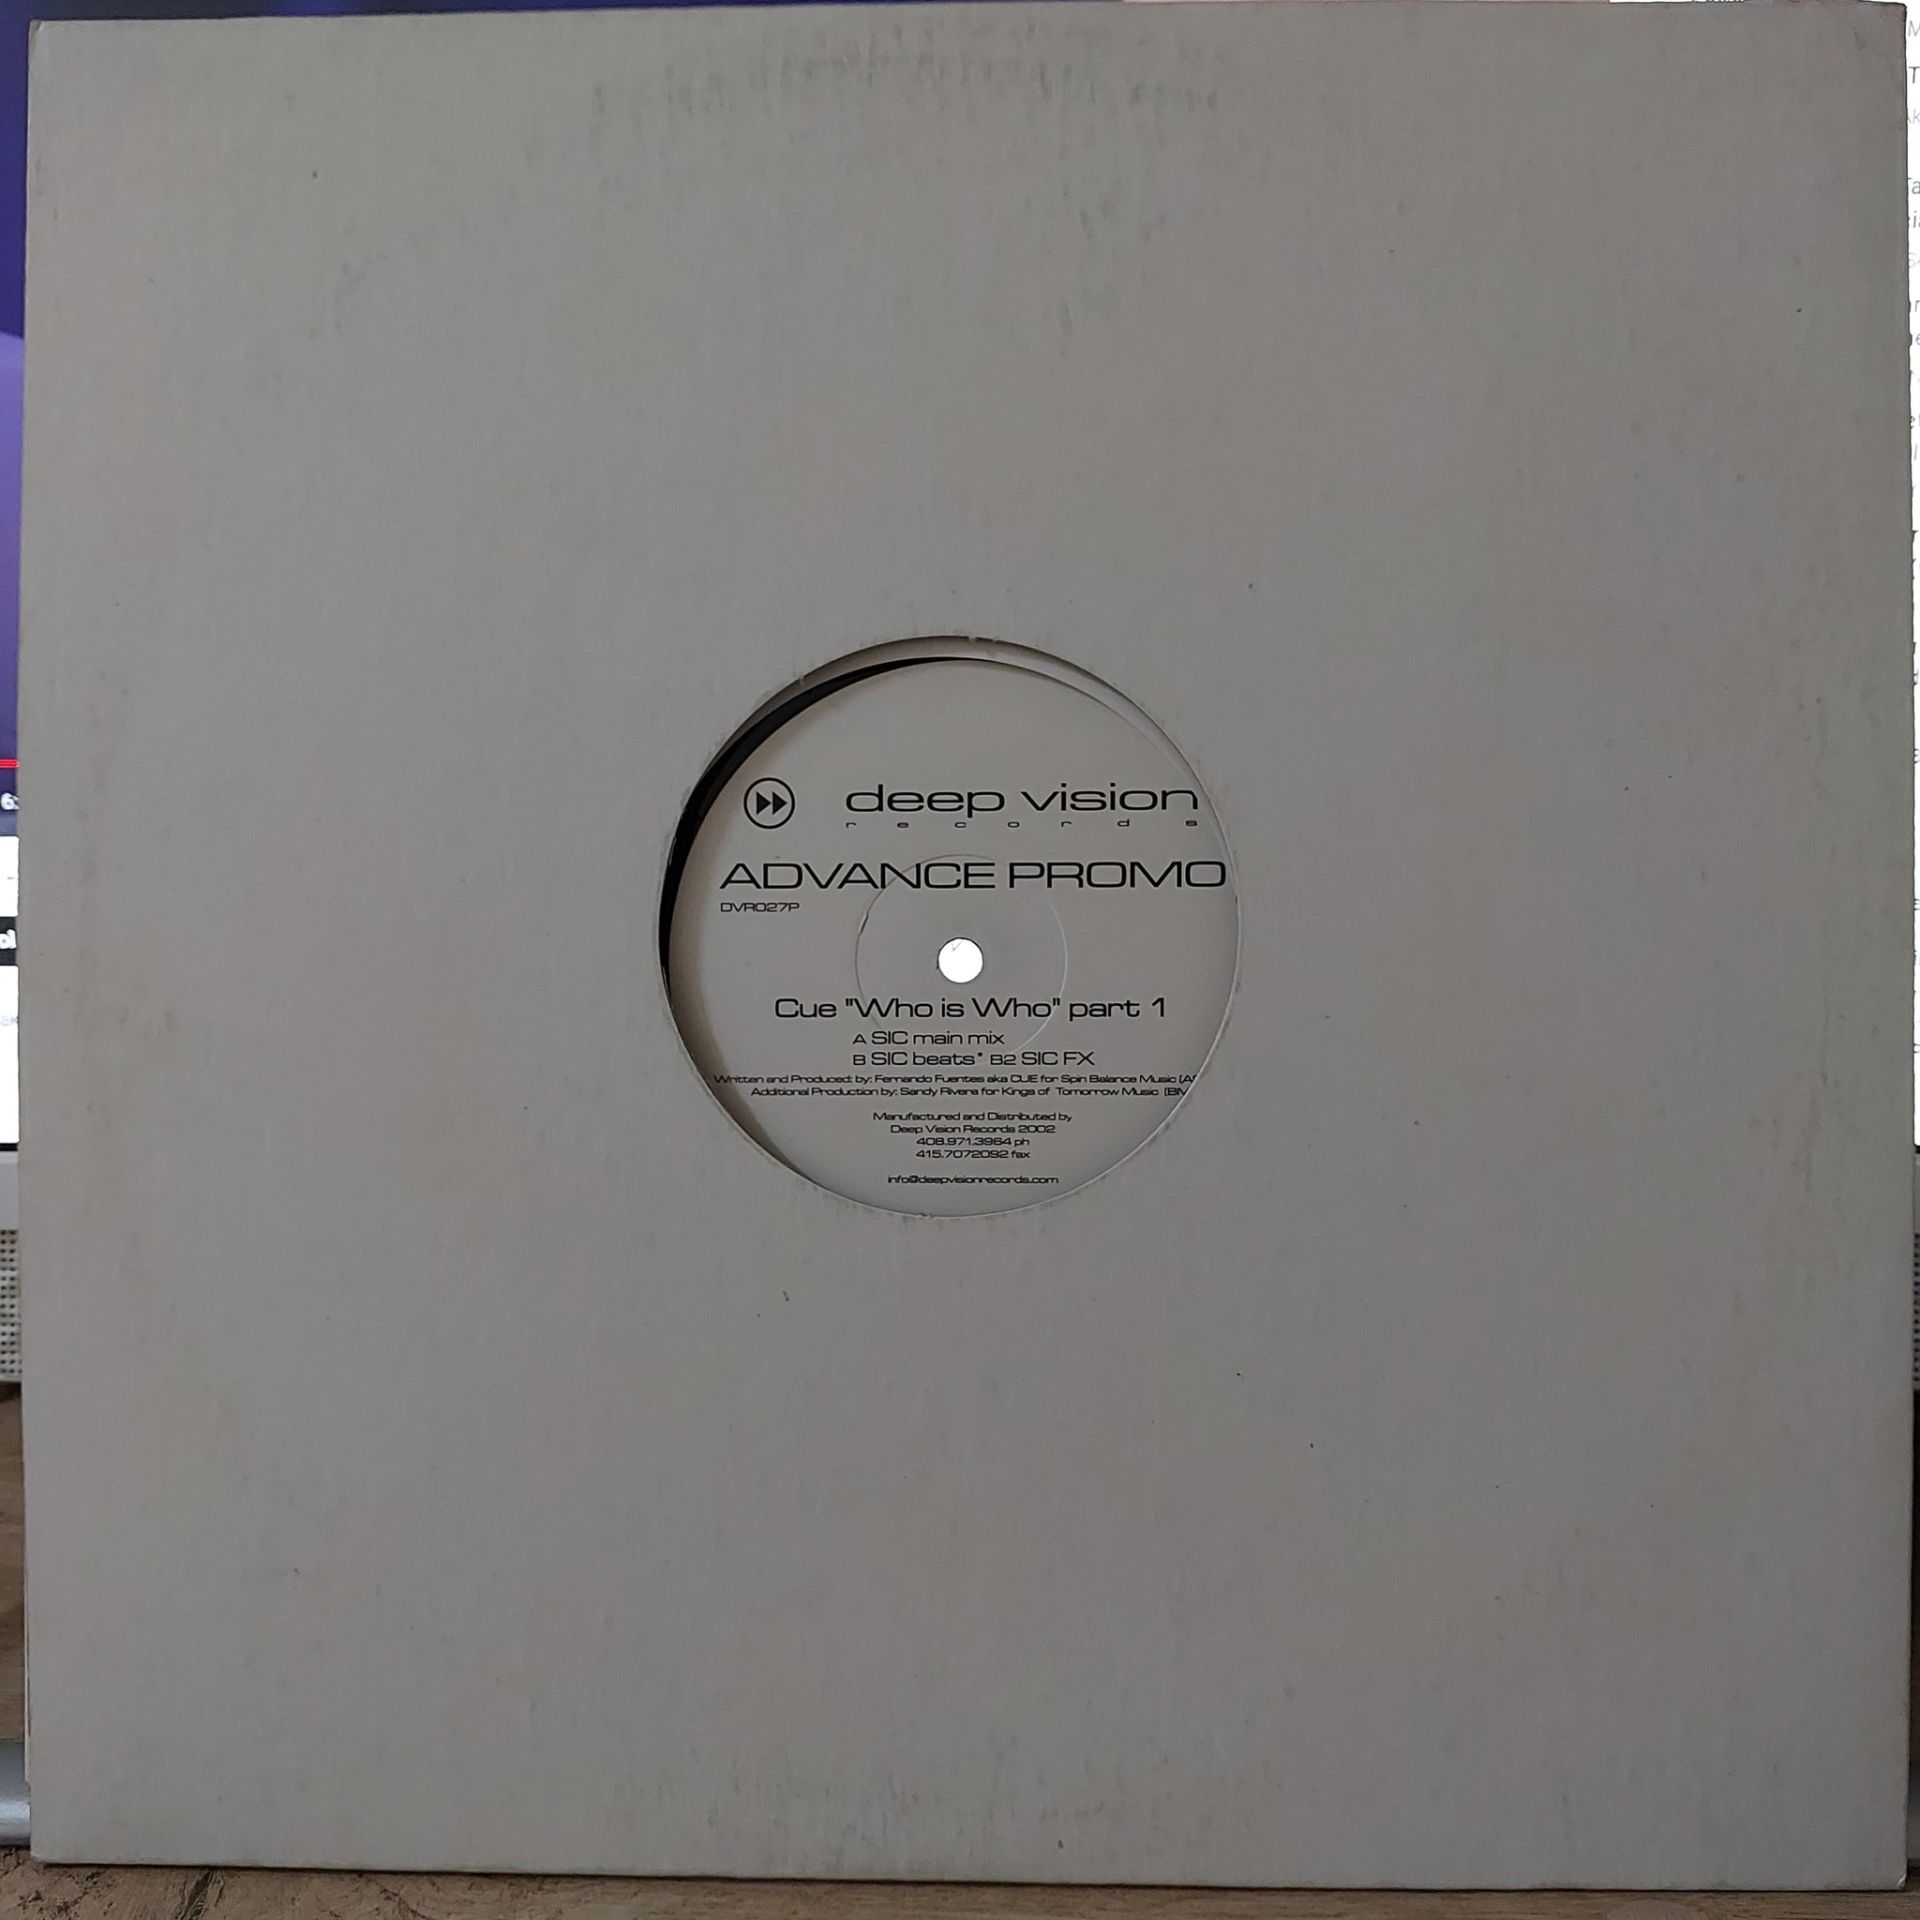 deep vision
records
ADVANCE PROMO
DVR027P
Cue "Who is Who" part 1
A SIC main mix
B SIC beats* B2 SIC FX
Written and Produced: by: Fernando Fuentes aka CUE for Spin Balance Music
Additional Production by: Sandy Rivera for Kings of Tomorrow Music (BM
Manufactured and Distributed by
Deep Vision Records 2002
408.971.3964 ph
415.7072092 fax
info@deepvisionrecords.com